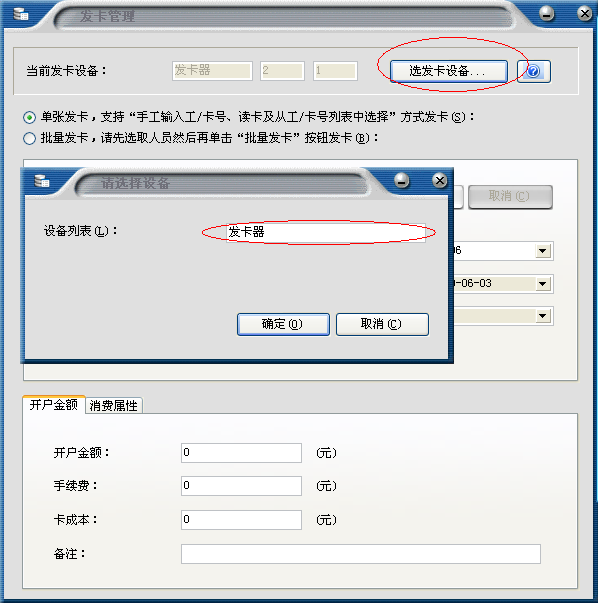 发卡管理
当前发卡设备： 发卡器 2 1 选发卡设备...
单张发卡，支持“手工输入工/卡号、读卡及从工/卡号列表中选择”方式发卡(S)：
批量发卡，请先选取人员然后再单击“批量发卡”按钮发卡(B)：
取消(C)
请选择设备
设备列表(L)： 发卡器
06
-06-03
确定(O) 取消(C)
开户金额 消费属性
开户金额： 0 (元)
手续费： 0 (元)
卡成本： 0 (元)
备注：